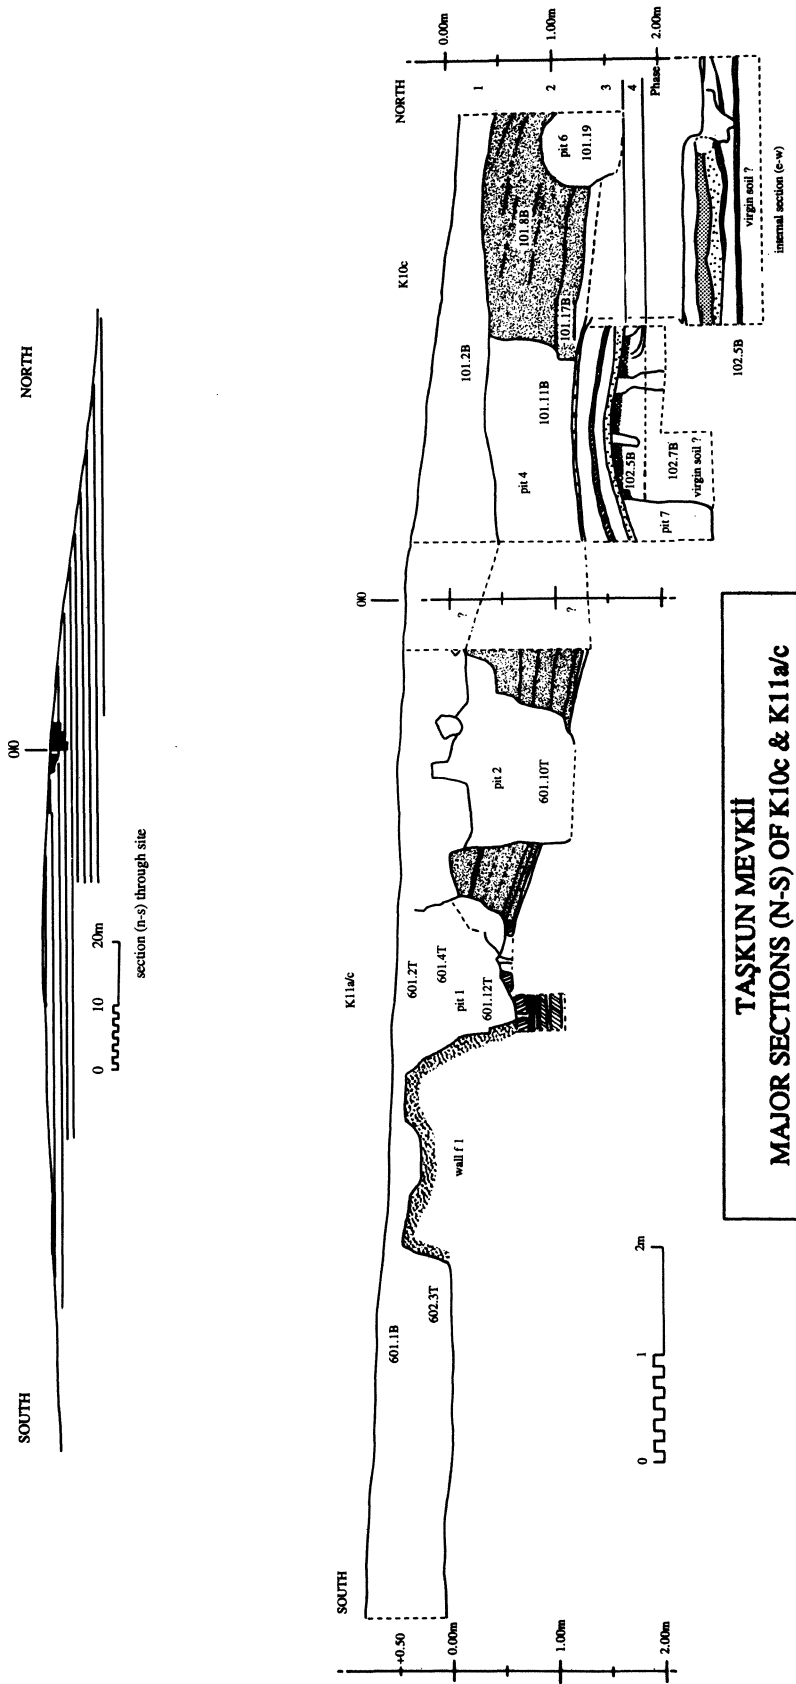 SOUTH
NORTH
0|0
0 10 20m
section (n-s) through site
SOUTH
K11a/c
K10c
NORTH
+0.50
0.00m
1.00m
2.00m
601.1B
602.3T
wall f 1
601.2T
601.4T
pit 1
601.12T
pit 2
601.10T
0|0
?
?
101.2B
pit 4
101.11B
101.8B
101.17B
pit 6
101.19
pit 7
102.5B
102.7B
virgin soil ?
1
2
3
4
Phase
0.00m
1.00m
2.00m
102.5B
virgin soil ?
internal section (e-w)
0 1 2m
TAŞKUN MEVKİİ
MAJOR SECTIONS (N-S) OF K10c & K11a/c